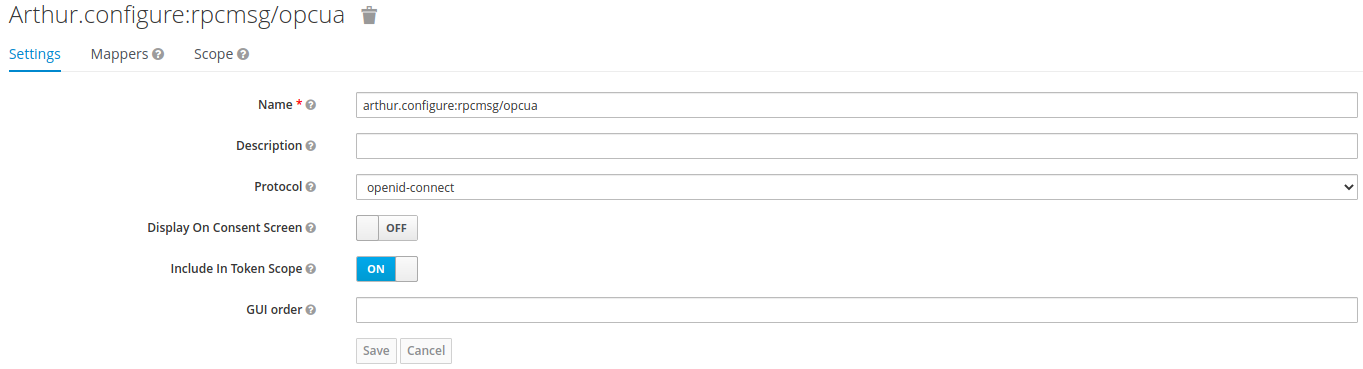 Arthur.configure:rpcmsg/opcua
Settings Mappers Scope
Name * arthur.configure:rpcmsg/opcua
Description
Protocol openid-connect
Display On Consent Screen OFF
Include In Token Scope ON
GUI order
Save Cancel